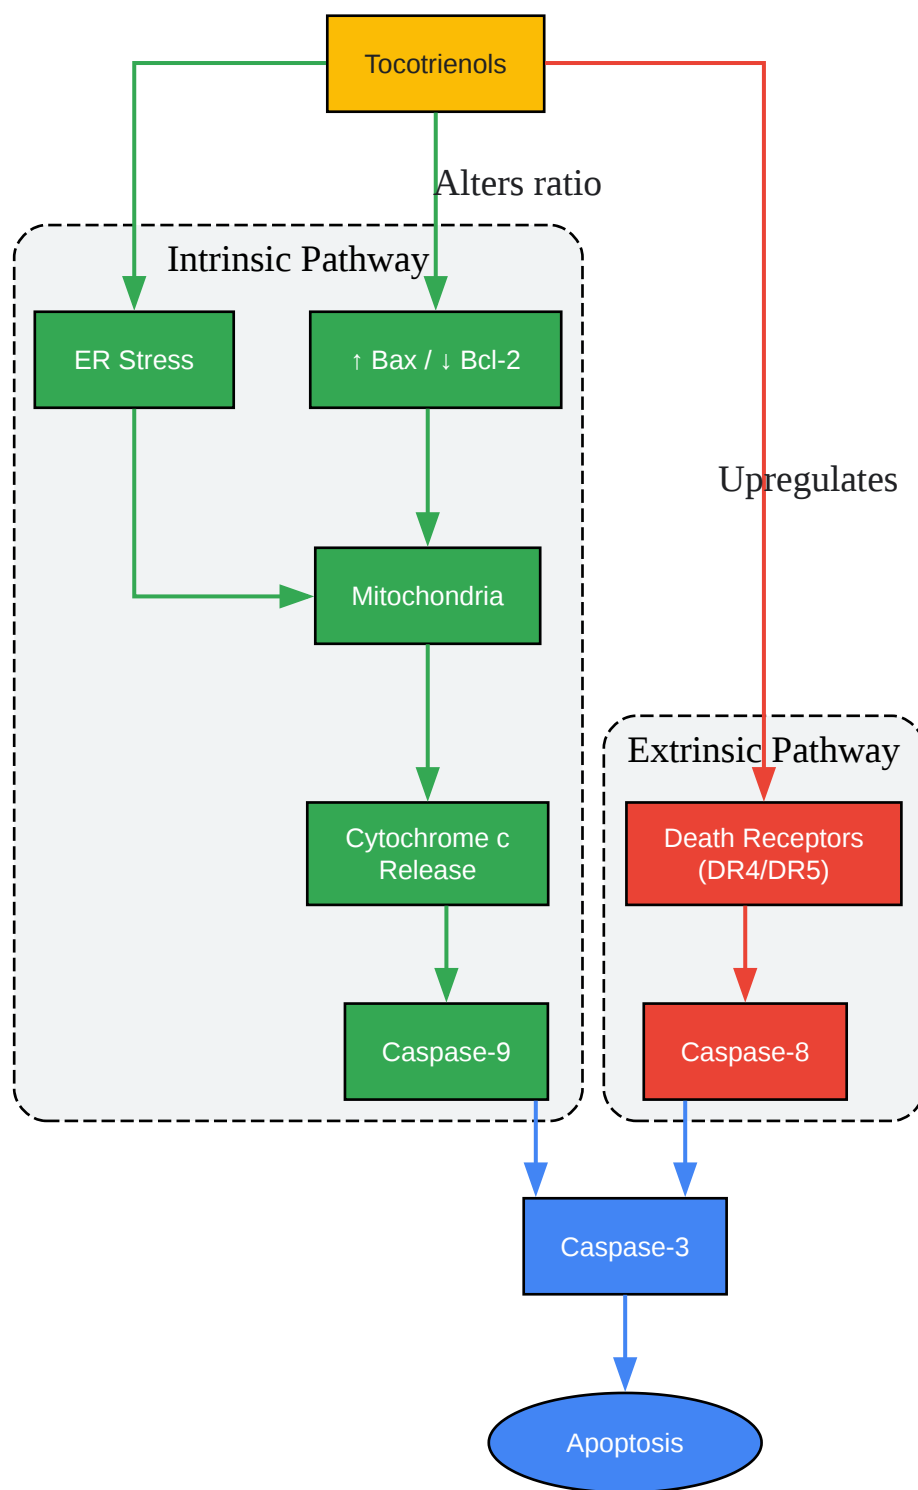 Tocotrienols
Alters ratio
Intrinsic Pathway
ER Stress
↑ Bax / ↓ Bcl-2
Upregulates
Mitochondria
Extrinsic Pathway
Cytochrome c
Release
Death Receptors
(DR4/DR5)
Caspase-9
Caspase-8
Caspase-3
Apoptosis